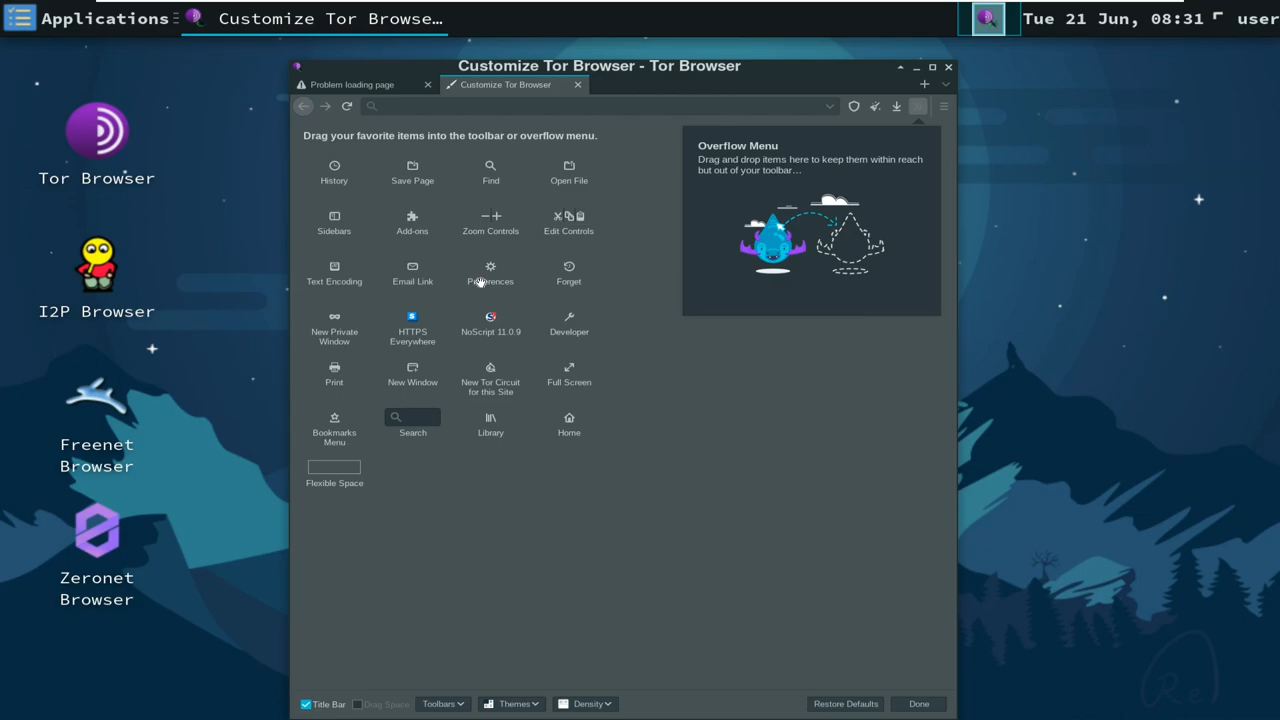 Applications
Customize Tor Browse…
Tue 21 Jun, 08:31
user
Tor Browser
I2P Browser
Freenet
Browser
Zeronet
Browser
Customize Tor Browser - Tor Browser
Problem loading page
Customize Tor Browser
Drag your favorite items into the toolbar or overflow menu.
History
Save Page
Find
Open File
Sidebars
Add-ons
Zoom Controls
Edit Controls
Text Encoding
Email Link
Preferences
Forget
New Private
Window
HTTPS
Everywhere
NoScript 11.0.9
Developer
Print
New Window
New Tor Circuit
for this Site
Full Screen
Bookmarks
Menu
Search
Library
Home
Flexible Space
Overflow Menu
Drag and drop items here to keep them within reach
but out of your toolbar…
Title Bar
Drag Space
Toolbars
Themes
Density
Restore Defaults
Done